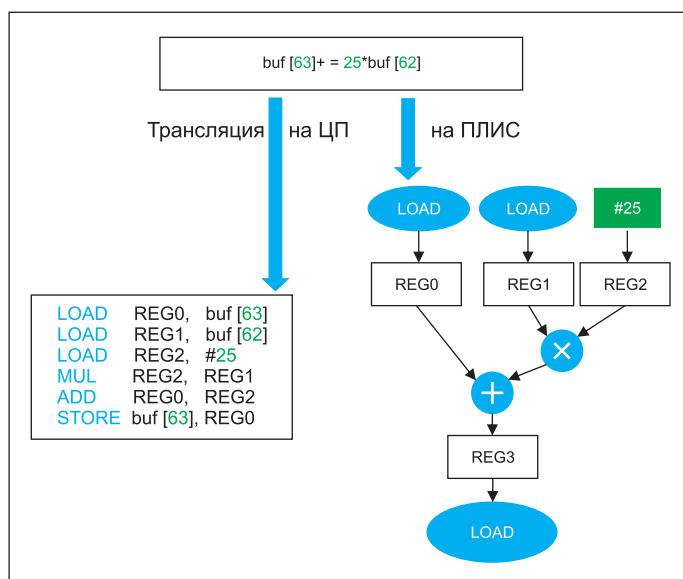 buf [63]+ = 25*buf [62]
Трансляция на ЦП
на ПЛИС
LOAD REG0, buf [63]
LOAD REG1, buf [62]
LOAD REG2, #25
MUL REG2, REG1
ADD REG0, REG2
STORE buf [63], REG0
LOAD LOAD #25
REG0 REG1 REG2
×
+
REG3
LOAD